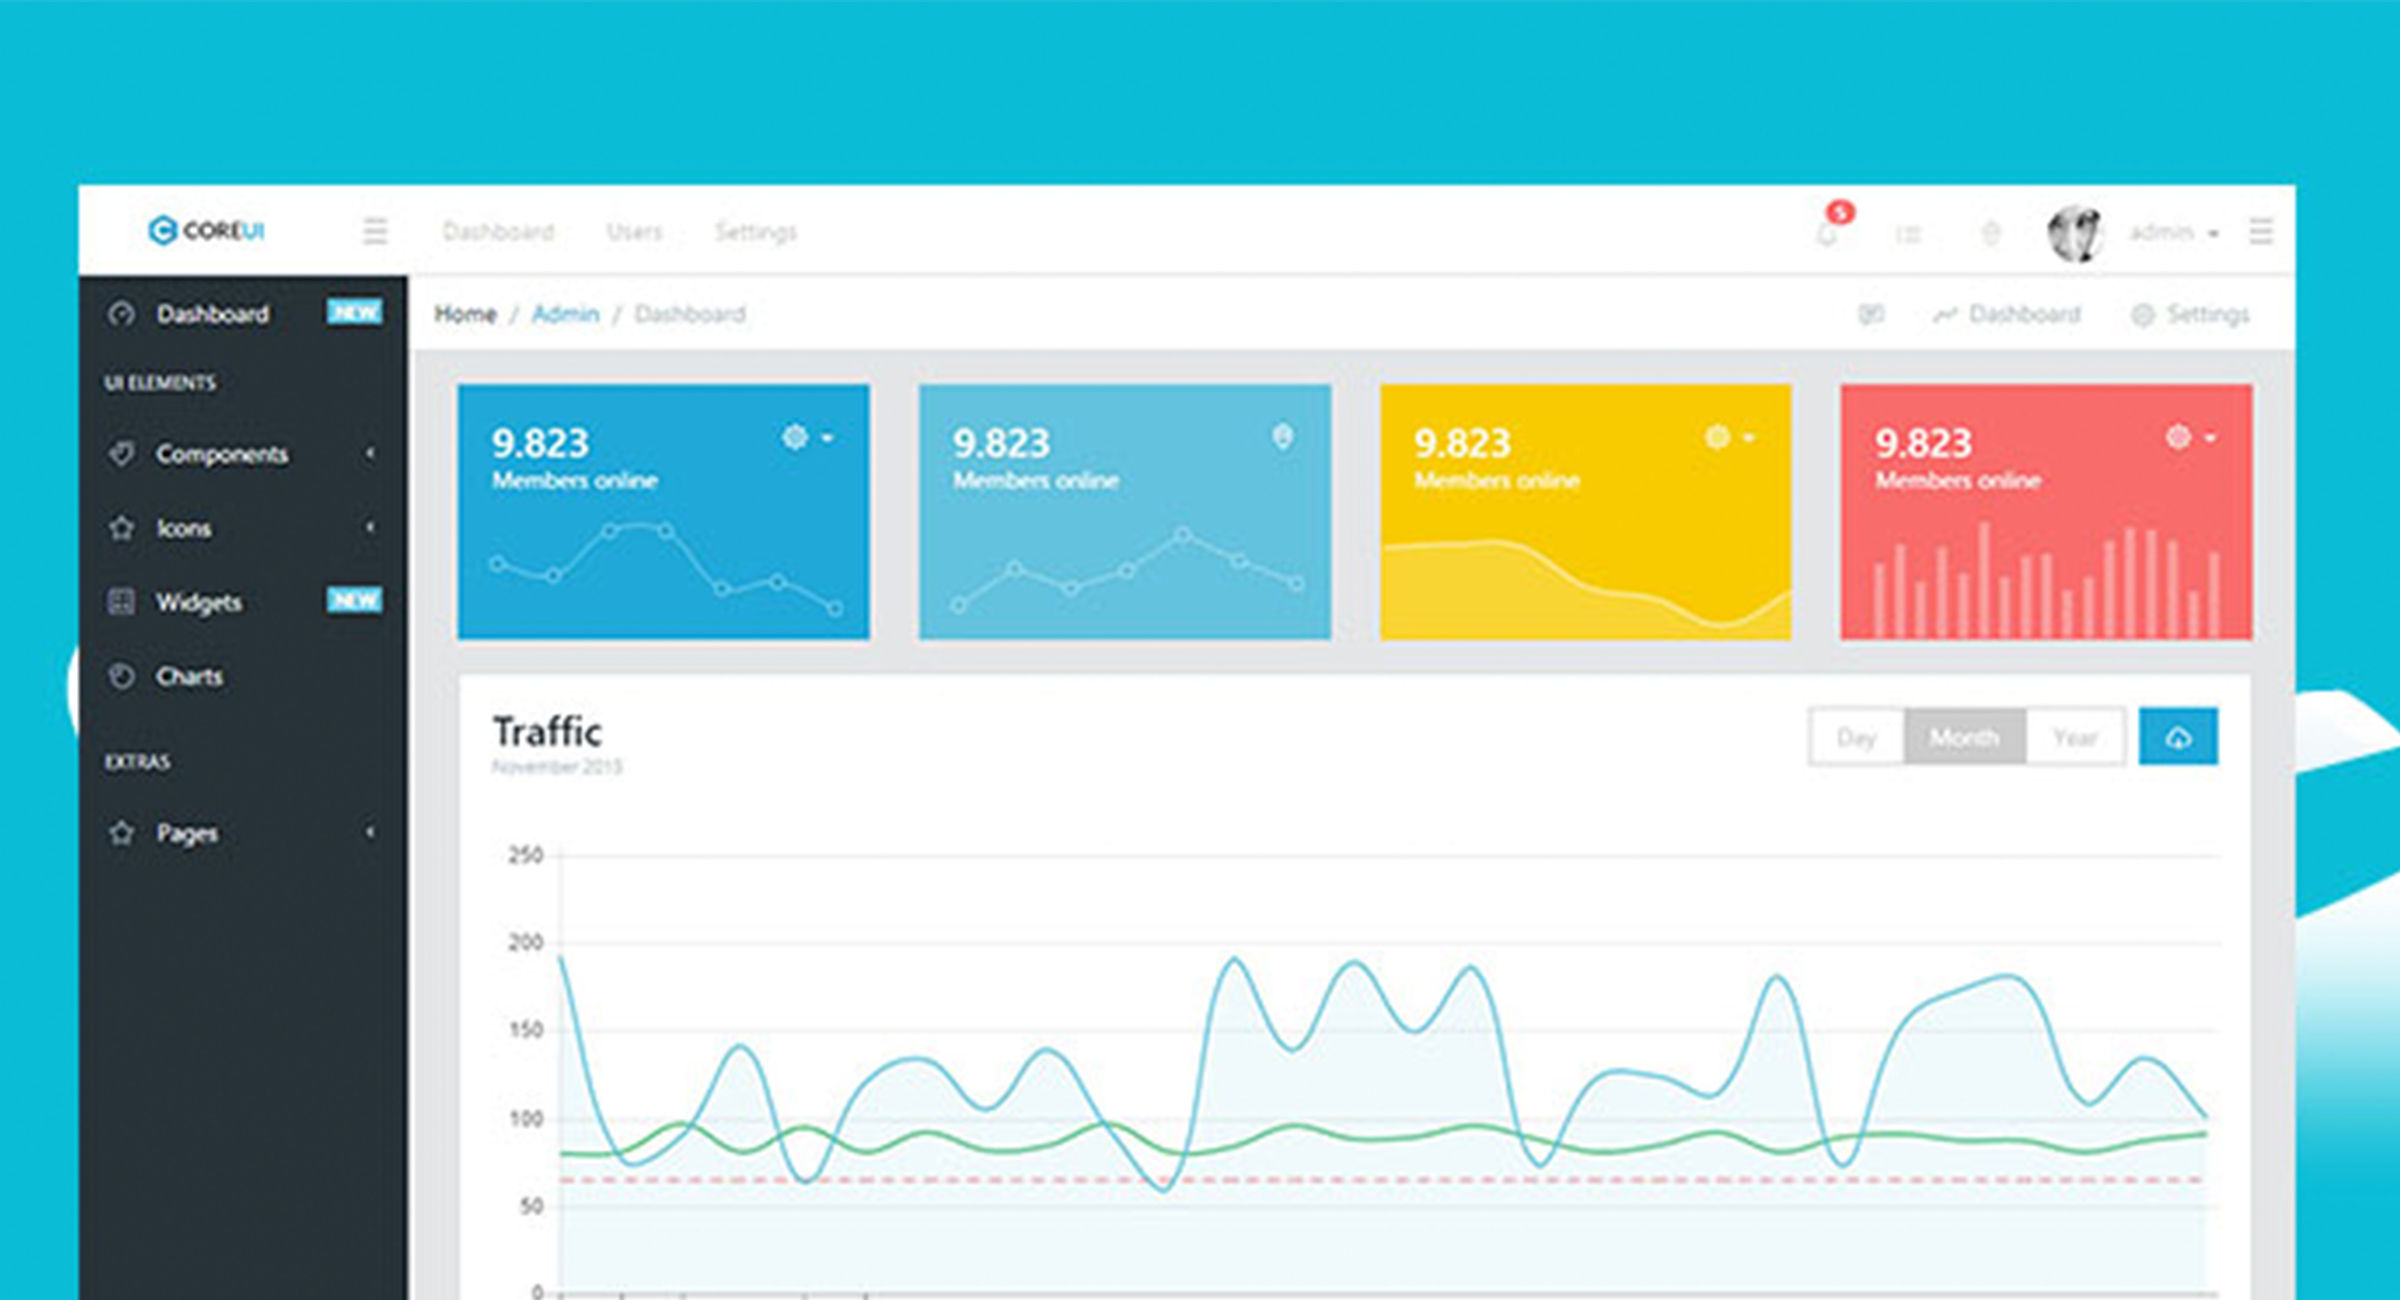 COREUI
Dashboard Users Settings
5
admin
Dashboard NEW
UI ELEMENTS
Components
Icons
Widgets NEW
Charts
EXTRAS
Pages
Home / Admin / Dashboard
Dashboard Settings
9.823
Members online
9.823
Members online
9.823
Members online
9.823
Members online
Traffic
November 2015
Day Month Year
250
200
150
100
50
0